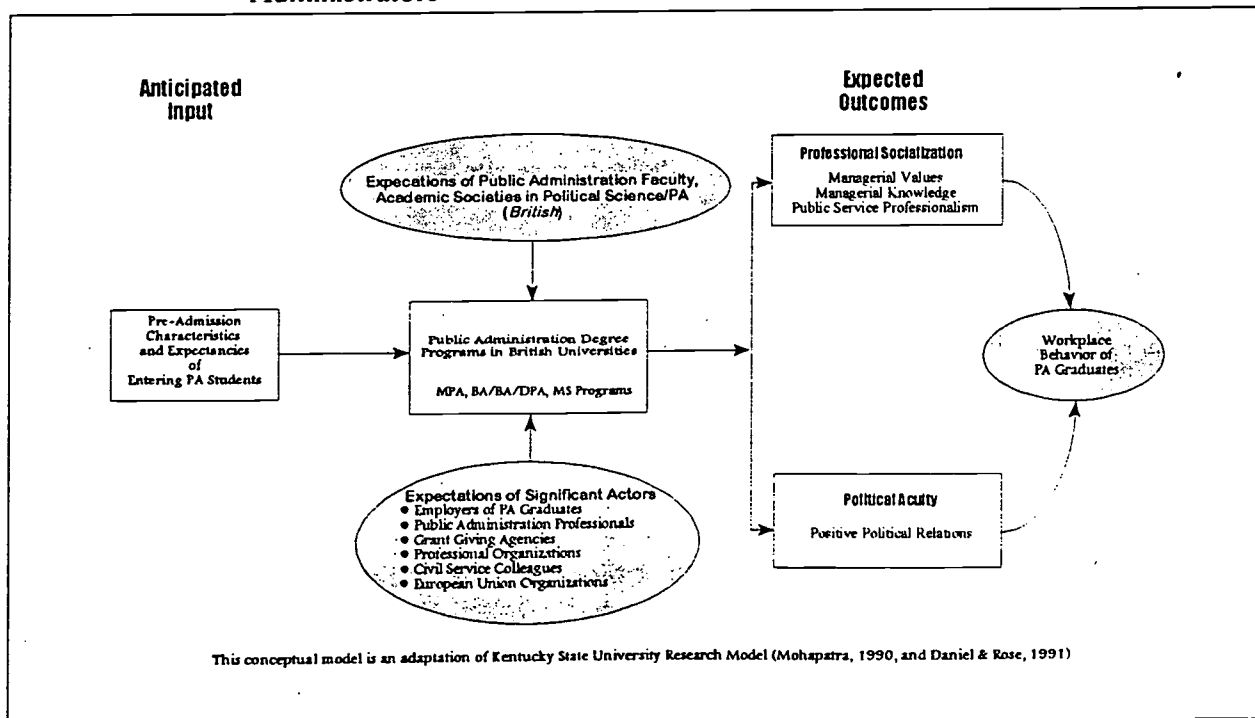 Anticipated
Input
Expected
Outcomes
Expecations of Public Administration Faculty,
Academic Societies in Political Science/PA
(British)
Professional Socialization
Managerial Values
Managerial Knowledge
Public Service Professionalism
Pre-Admission
Characteristics
and Expectancies
of
Entering PA Students
Public Administration Degree
Programs in British Universities
MPA, BA/BA/DPA, MS Programs
Workplace
Behavior of
PA Graduates
Expectations of Significant Actors
● Employers of PA Graduates
● Public Administration Professionals
● Grant Giving Agencies
● Professional Organizations
● Civil Service Colleagues
● European Union Organizations
Political Acuity
Positive Political Relations
This conceptual model is an adaptation of Kentucky State University Research Model (Mohapatra, 1990, and Daniel & Rose, 1991)